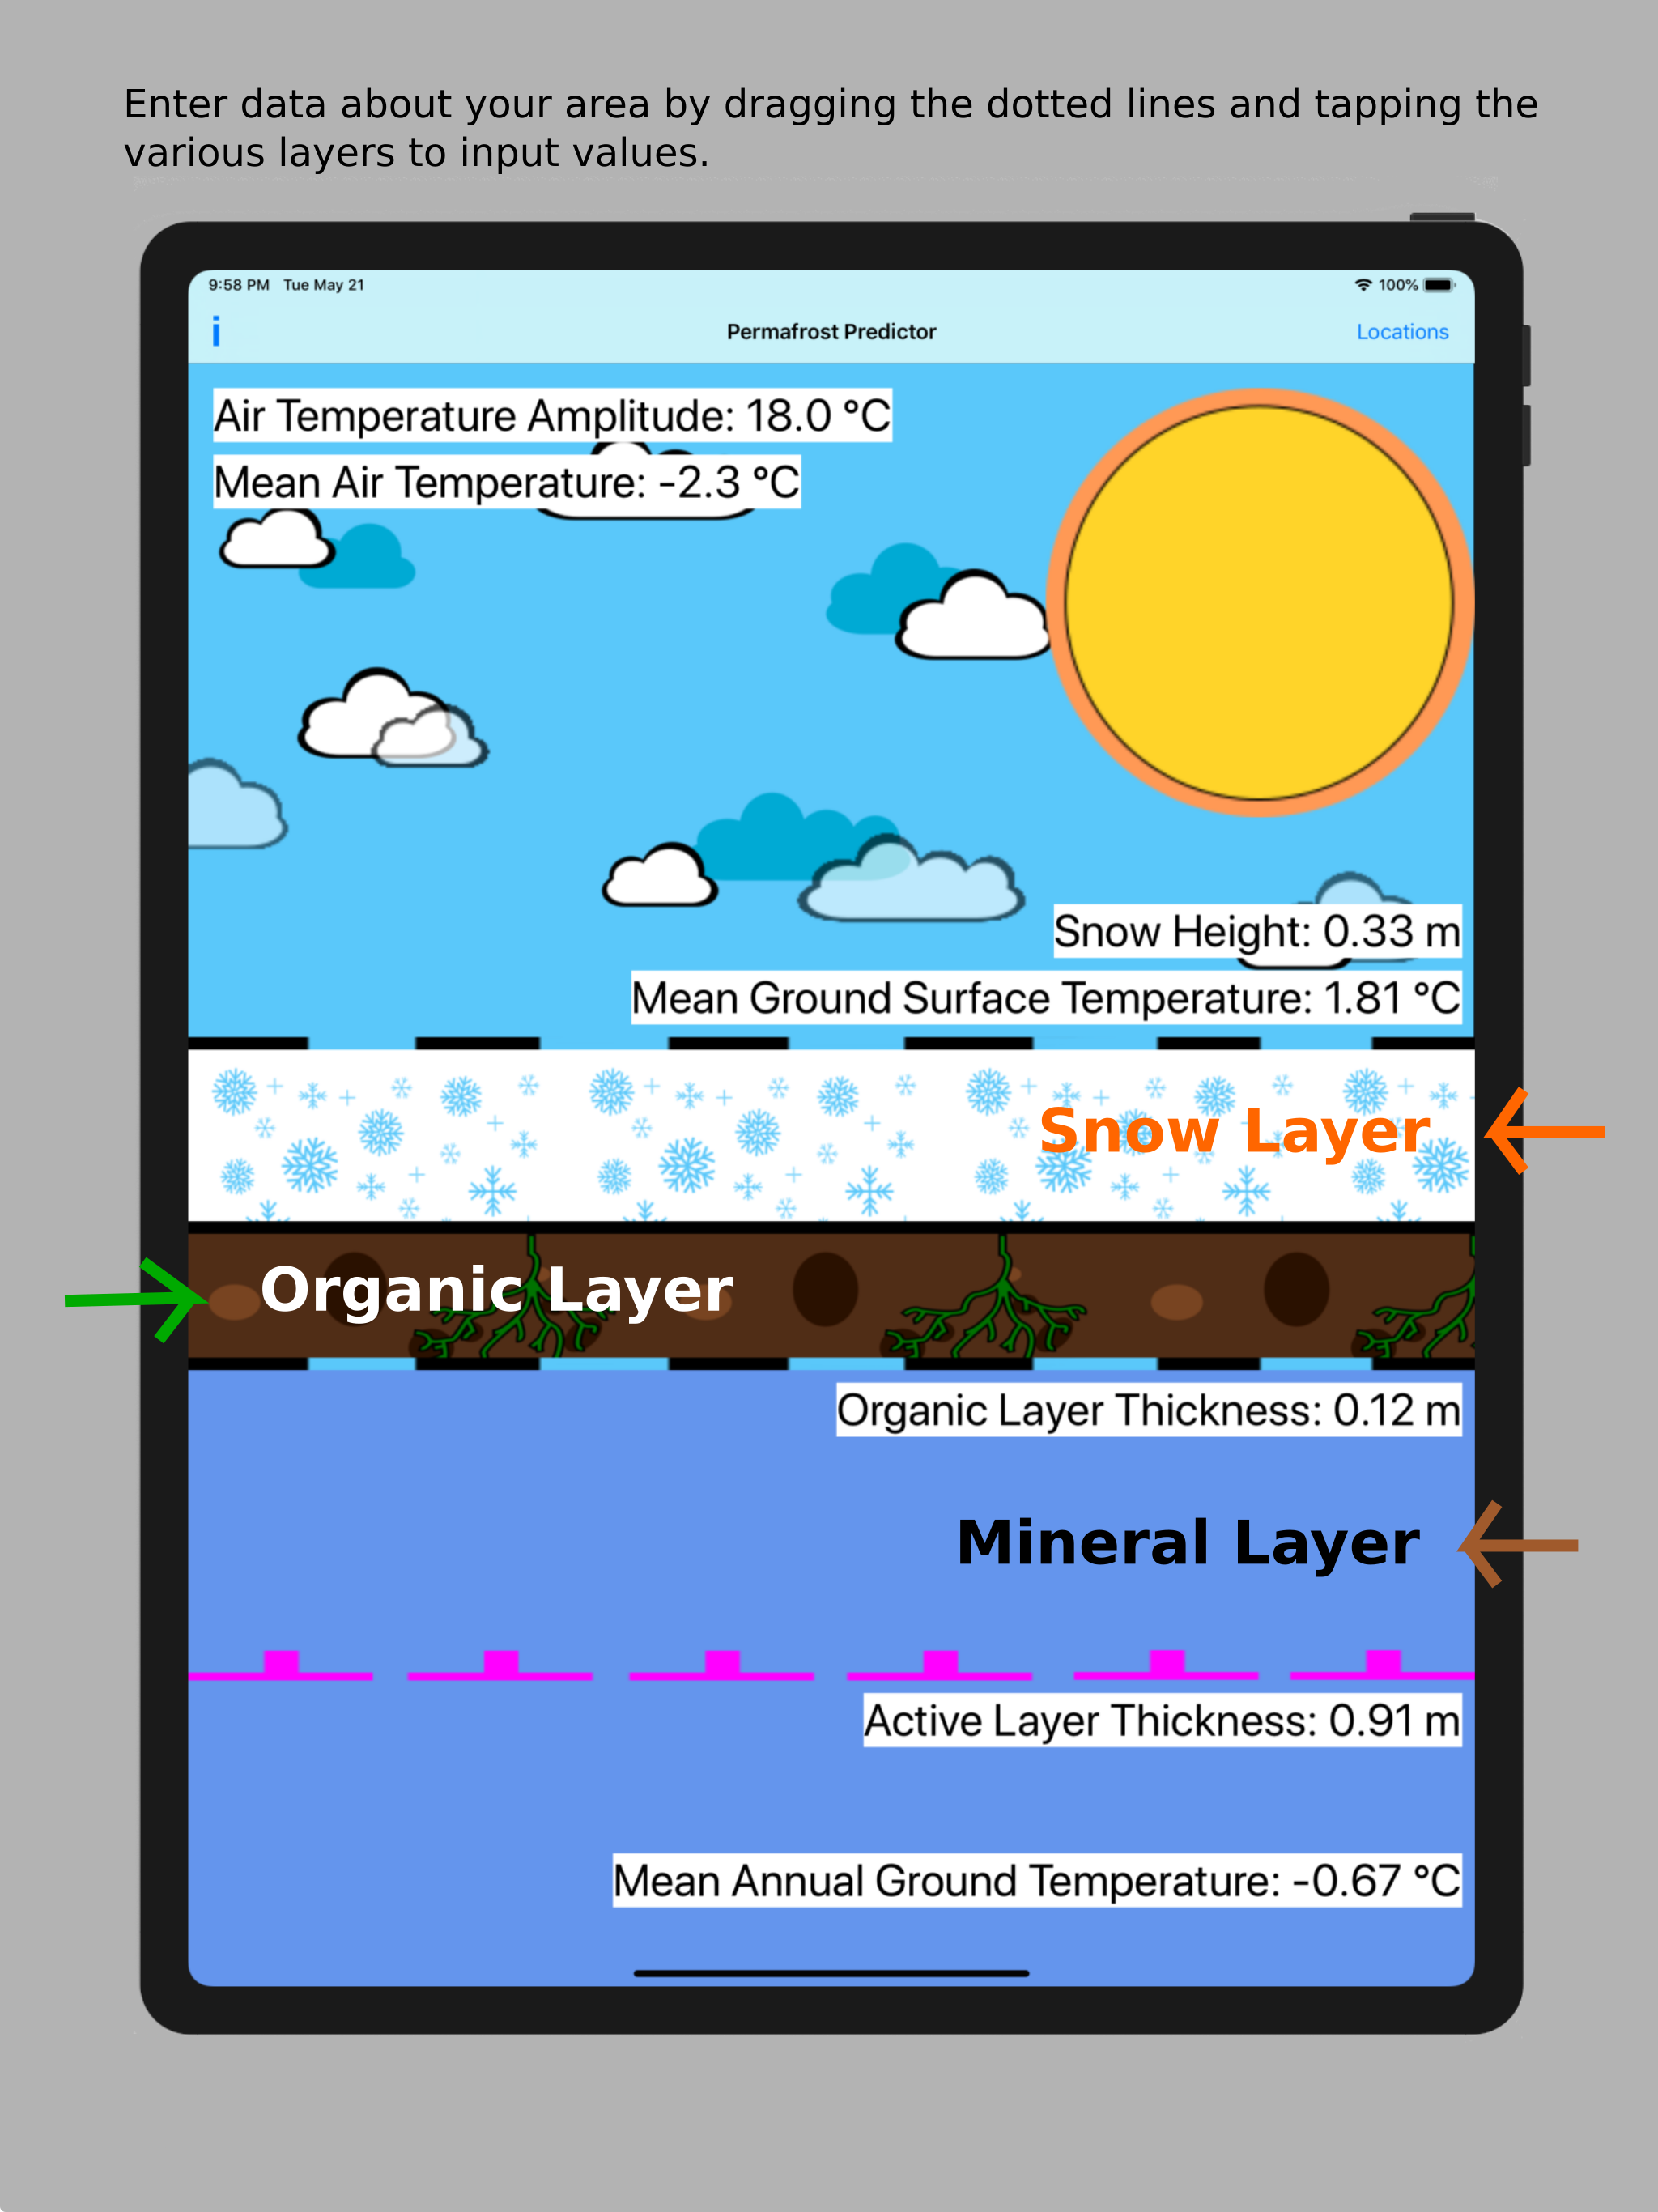 Enter data about your area by dragging the dotted lines and tapping the
various layers to input values.
9:58 PM Tue May 21
100%
i
Permafrost Predictor
Locations
Air Temperature Amplitude: 18.0 °C
Mean Air Temperature: -2.3 °C
Snow Height: 0.33 m
Mean Ground Surface Temperature: 1.81 °C
Snow Layer
Organic Layer
Organic Layer Thickness: 0.12 m
Mineral Layer
Active Layer Thickness: 0.91 m
Mean Annual Ground Temperature: -0.67 °C